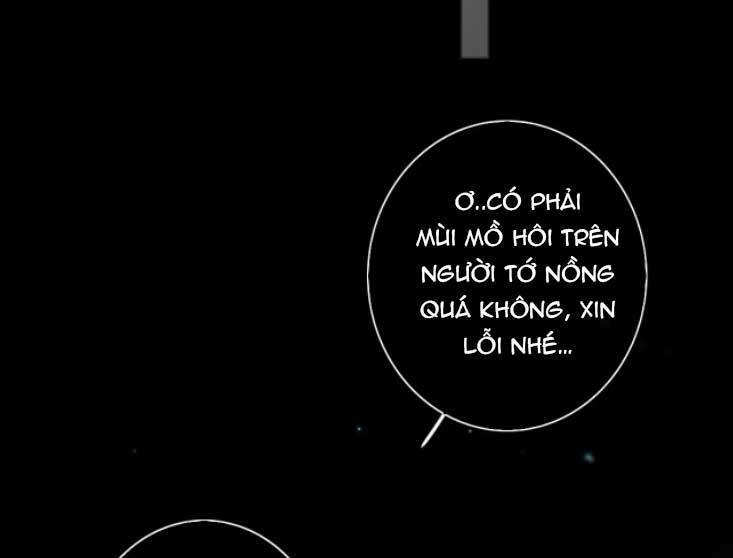 Ơ..CÓ PHẢI
MÙI MỒ HÔI TRÊN
NGƯỜI TỚ NỒNG
QUÁ KHÔNG, XIN
LỖI NHÉ...